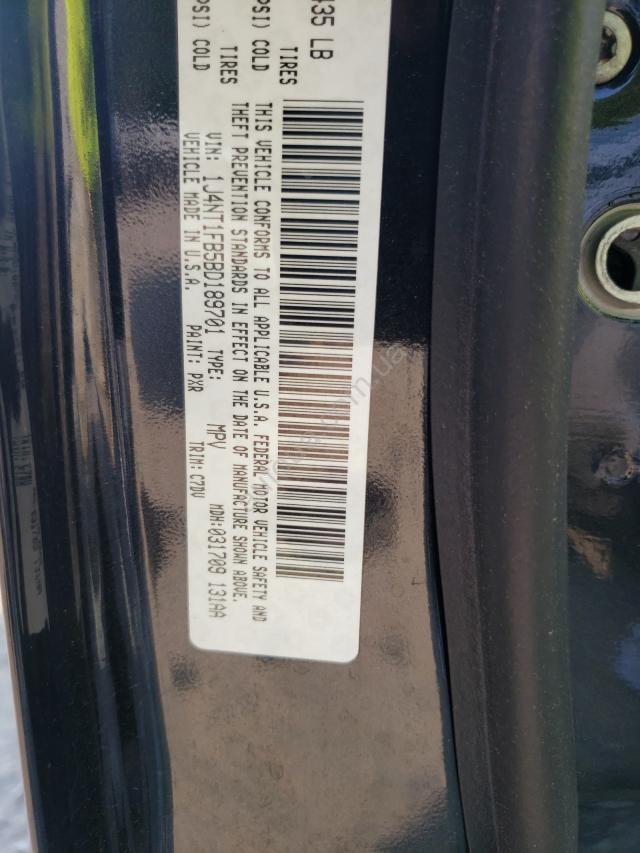 435 LB
TIRES
PSI) COLD
TIRES
PSI) COLD
THIS VEHICLE CONFORMS TO ALL APPLICABLE U.S.A. FEDERAL MOTOR VEHICLE SAFETY AND
THEFT PREVENTION STANDARDS IN EFFECT ON THE DATE OF MANUFACTURE SHOWN ABOVE.
VIN: 1J4NT1FB5BD189701 TYPE: MPV MDH:031709 131AA
VEHICLE MADE IN U.S.A. PAINT: PXR TRIM: C7DV